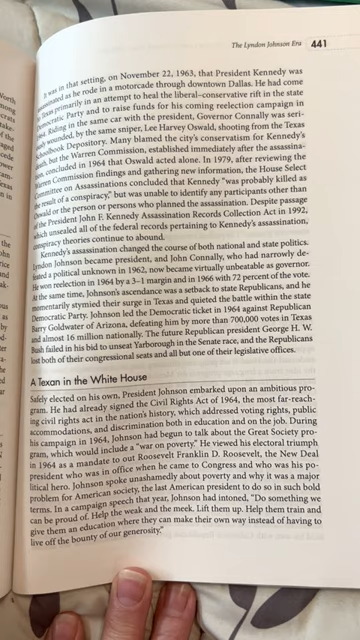 The Lyndon Johnson Era 441
It was in that setting, on November 22, 1963, that President Kennedy was
assassinated as he rode in a motorcade through downtown Dallas. He had come
to Texas primarily in an attempt to heal the liberal–conservative rift in the state
Democratic Party and to raise funds for his coming reelection campaign in
1964. Riding in the same car with the president, Governor Connally was seri-
ously wounded, by the same sniper, Lee Harvey Oswald, shooting from the Texas
Schoolbook Depository. Many blamed the city's conservatism for Kennedy's
death, but the Warren Commission, established immediately after the assassina-
tion, concluded in 1964 that Oswald acted alone. In 1979, after reviewing the
Warren Commission findings and gathering new information, the House Select
Committee on Assassinations concluded that Kennedy "was probably killed as
the result of a conspiracy," but was unable to identify any participants other than
Oswald or the person or persons who planned the assassination. Despite passage
of the President John F. Kennedy Assassination Records Collection Act in 1992,
which unsealed all of the federal records pertaining to Kennedy's assassination,
conspiracy theories continue to abound.
Kennedy's assassination changed the course of both national and state politics.
Lyndon Johnson became president, and John Connally, who had narrowly de-
feated a political unknown in 1962, now became virtually unbeatable as governor.
He won reelection in 1964 by a 3–1 margin and in 1966 with 72 percent of the vote.
At the same time, Johnson's ascendancy was a setback to state Republicans, and he
momentarily stymied their surge in Texas and quieted the battle within the state
Democratic Party. Johnson led the Democratic ticket in 1964 against Republican
Barry Goldwater of Arizona, defeating him by more than 700,000 votes in Texas
and almost 16 million nationally. The future Republican president George H. W.
Bush failed in his bid to unseat Yarborough in the Senate race, and the Republicans
lost both of their congressional seats and all but one of their legislative offices.
A Texan in the White House
Safely elected on his own, President Johnson embarked upon an ambitious pro-
gram. He had already signed the Civil Rights Act of 1964, the most far-reach-
ing civil rights act in the nation's history, which addressed voting rights, public
accommodations, and discrimination both in education and on the job. During
his campaign in 1964, Johnson had begun to talk about the Great Society pro-
gram, which would include a "war on poverty." He viewed his electoral triumph
in 1964 as a mandate to out Roosevelt Franklin D. Roosevelt, the New Deal
president who was in office when he came to Congress and who was his po-
litical hero. Johnson spoke unashamedly about poverty and why it was a major
problem for American society, the last American president to do so in such bold
terms. In a campaign speech that year, Johnson had intoned, "Do something we
can be proud of. Help the weak and the meek. Lift them up. Help them train and
give them an education where they can make their own way instead of having to
live off the bounty of our generosity."